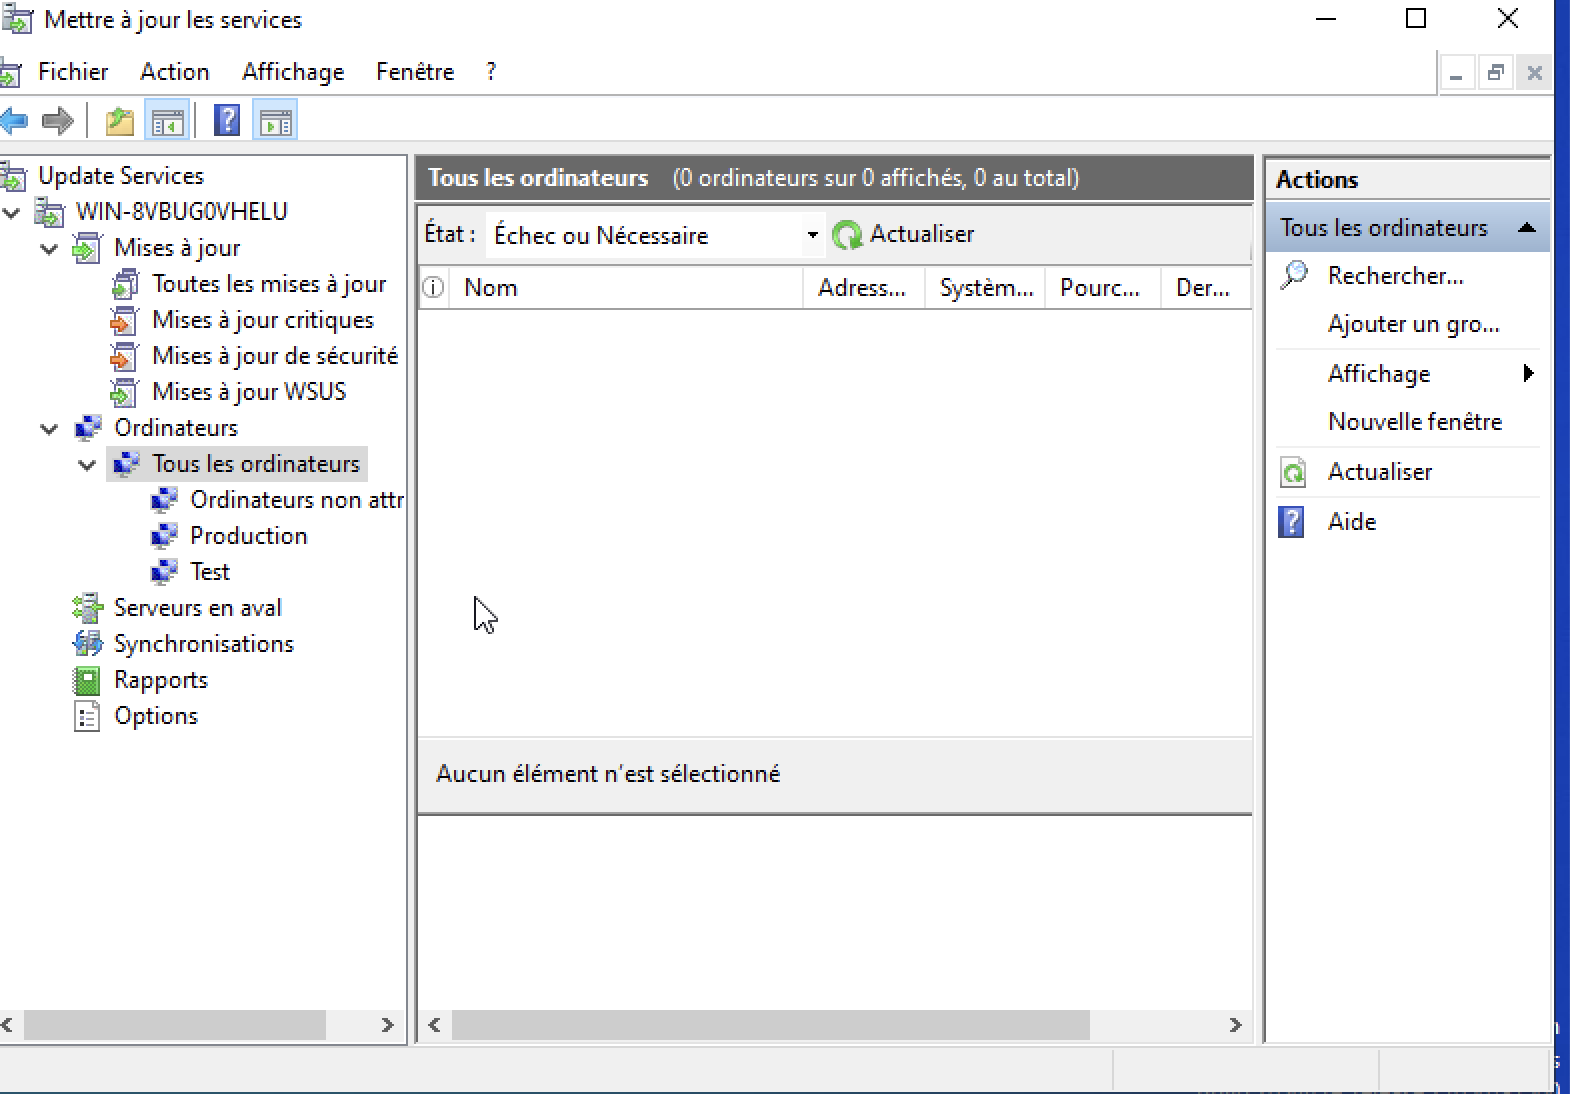 Mettre à jour les services
Fichier Action Affichage Fenêtre ?
Update Services
WIN-8VBUG0VHELU
Mises à jour
Toutes les mises à jour
Mises à jour critiques
Mises à jour de sécurité
Mises à jour WSUS
Ordinateurs
Tous les ordinateurs
Ordinateurs non attr
Production
Test
Serveurs en aval
Synchronisations
Rapports
Options
Tous les ordinateurs (0 ordinateurs sur 0 affichés, 0 au total)
État : Échec ou Nécessaire Actualiser
Nom Adress... Systèm... Pourc... Der...
Aucun élément n'est sélectionné
Actions
Tous les ordinateurs
Rechercher...
Ajouter un gro...
Affichage
Nouvelle fenêtre
Actualiser
Aide